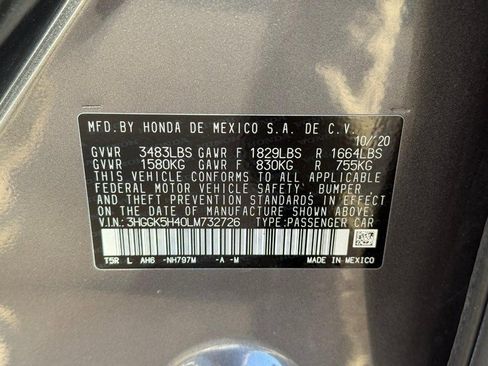 MFD.BY HONDA DE MEXICO S.A. DE C.V.
10/20
GVWR 3483LBS GAWR F 1829LBS R 1664LBS
GVWR 1580KG GAWR F 830KG R 755KG
THIS VEHICLE CONFORMS TO ALL APPLICABLE
FEDERAL MOTOR VEHICLE SAFETY, BUMPER,
AND THEFT PREVENTION STANDARDS IN EFFECT
ON THE DATE OF MANUFACTURE SHOWN ABOVE.
V.I.N.: 3HGGK5H40LM732726 TYPE:PASSENGER CAR
T5R L AH6 -NH797M -A -M MADE IN MEXICO